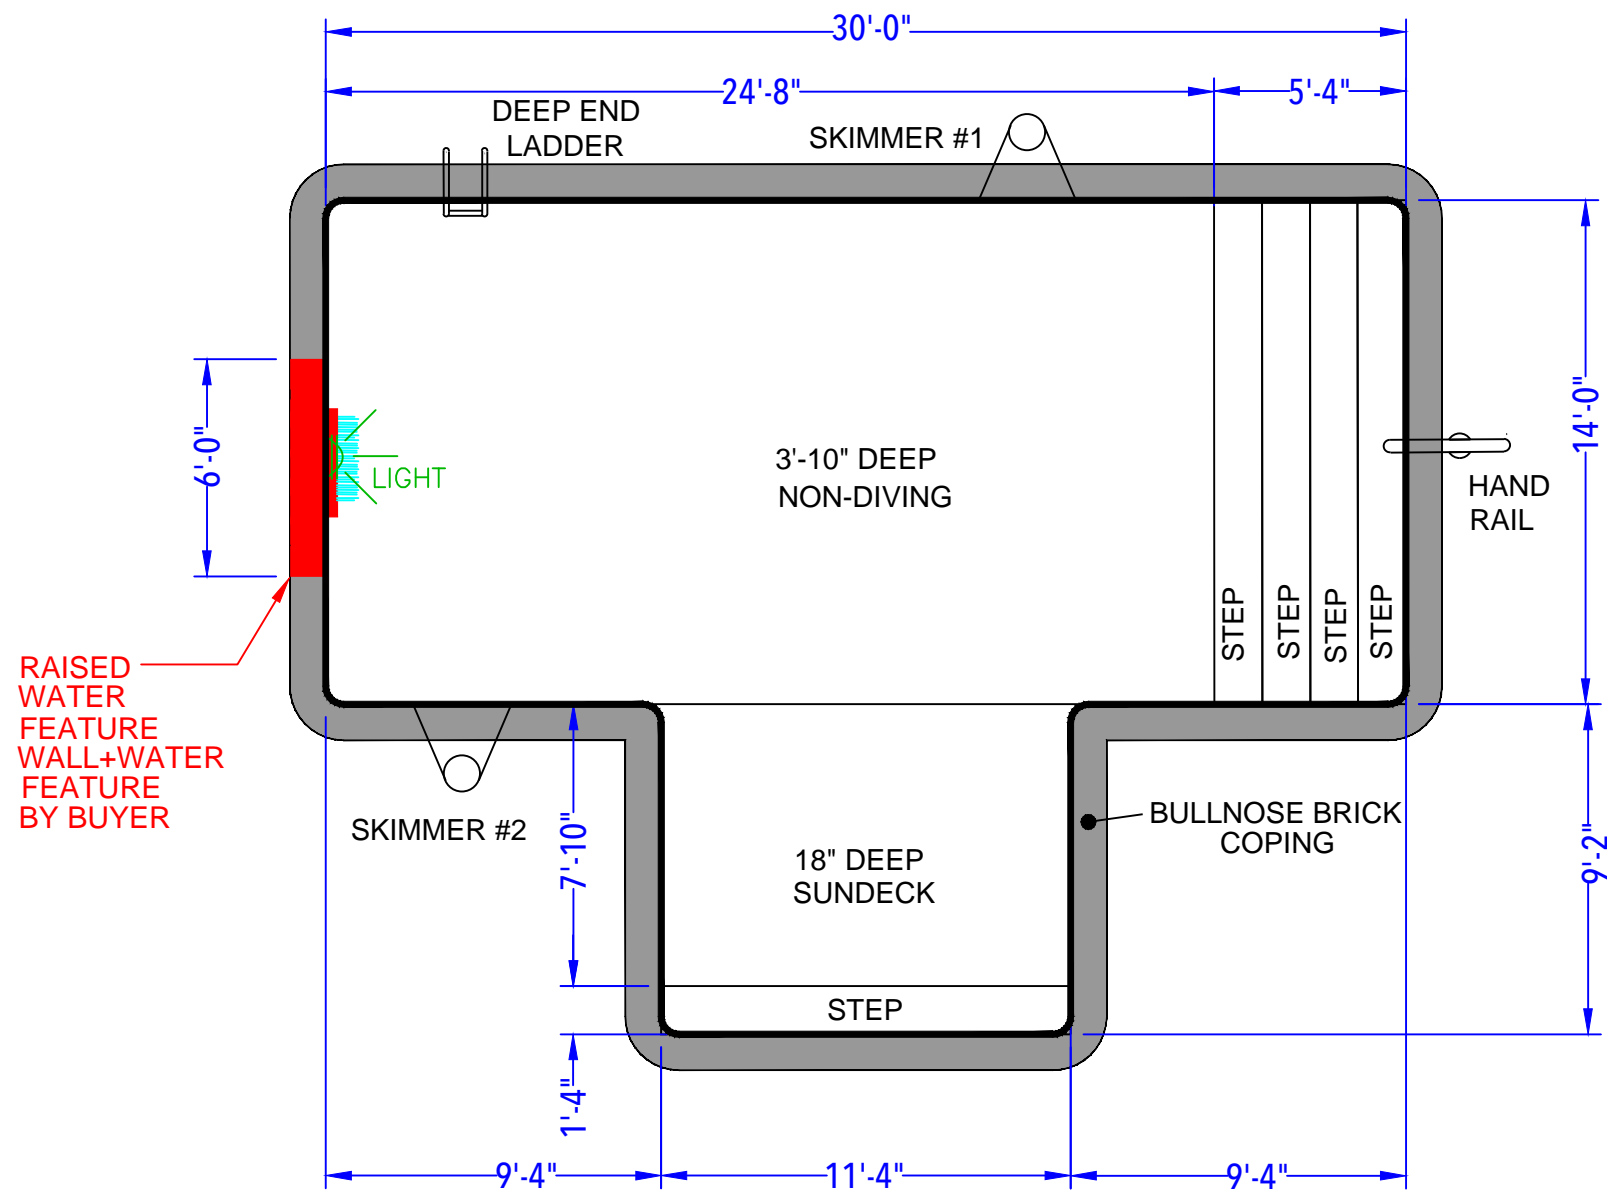 30'-0"
24'-8"
5'-4"
DEEP END
LADDER
SKIMMER #1
6'-0"
LIGHT
3'-10" DEEP
NON-DIVING
14'-0"
HAND
RAIL
STEP
STEP
STEP
STEP
RAISED
WATER
FEATURE
WALL+WATER
FEATURE
BY BUYER
SKIMMER #2
7'-10"
18" DEEP
SUNDECK
BULLNOSE BRICK
COPING
9'-2"
STEP
1'-4"
9'-4"
11'-4"
9'-4"